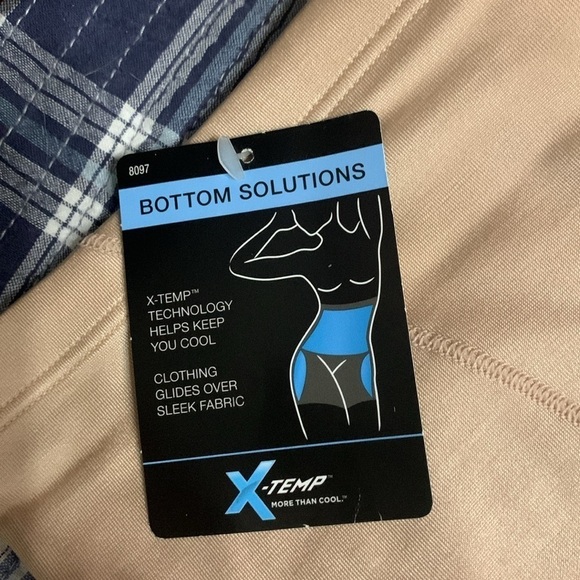 8097
BOTTOM SOLUTIONS
X-TEMP™
TECHNOLOGY
HELPS KEEP
YOU COOL
CLOTHING
GLIDES OVER
SLEEK FABRIC
X-TEMP™
MORE THAN COOL.™